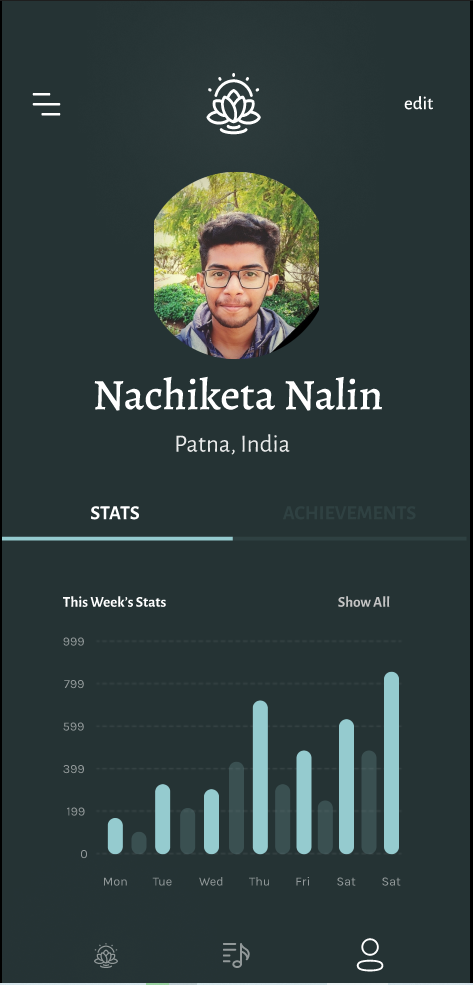 edit
Nachiketa Nalin
Patna, India
STATS ACHIEVEMENTS
This Week's Stats Show All
999
799
599
399
199
0
Mon Tue Wed Thu Fri Sat Sat